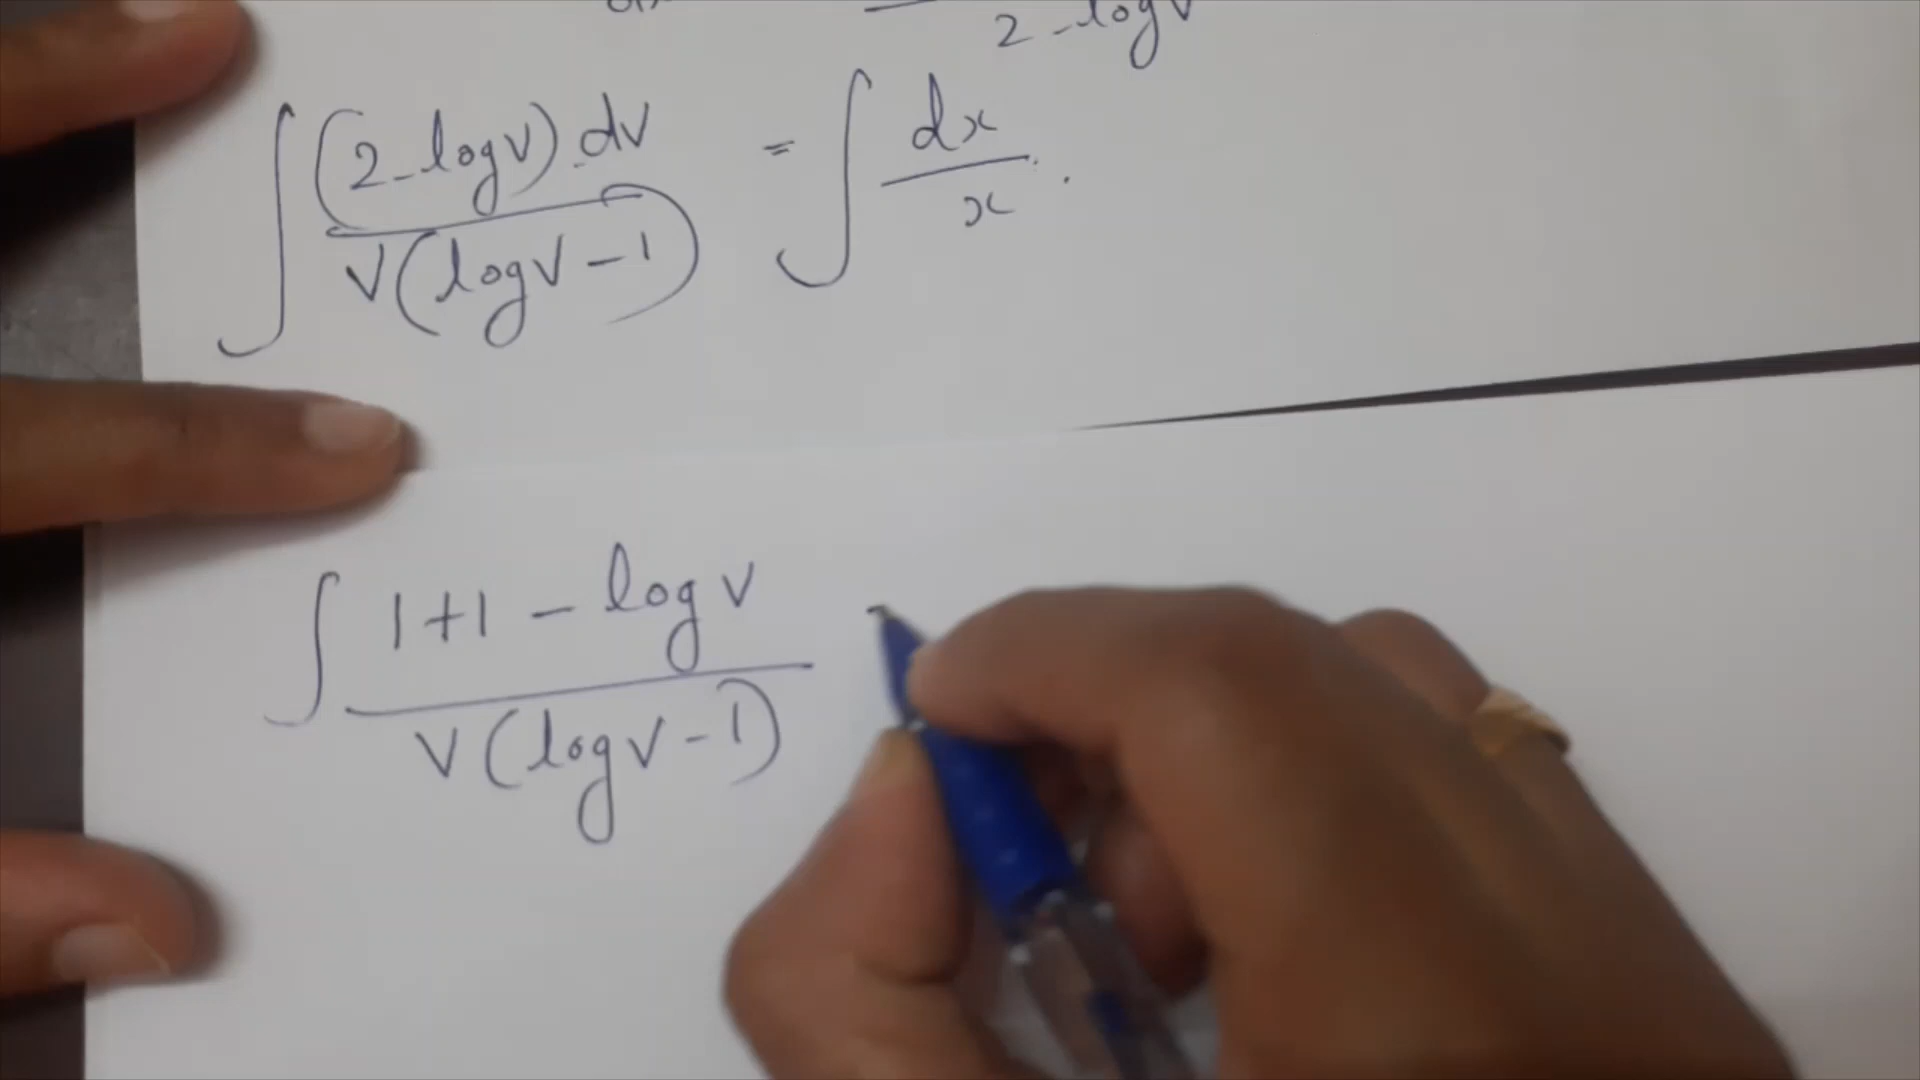 2 - log v
∫ (2 - log v) dv / v(log v - 1) = ∫ dx / x .
∫ 1+1 - log v / v(log v - 1)